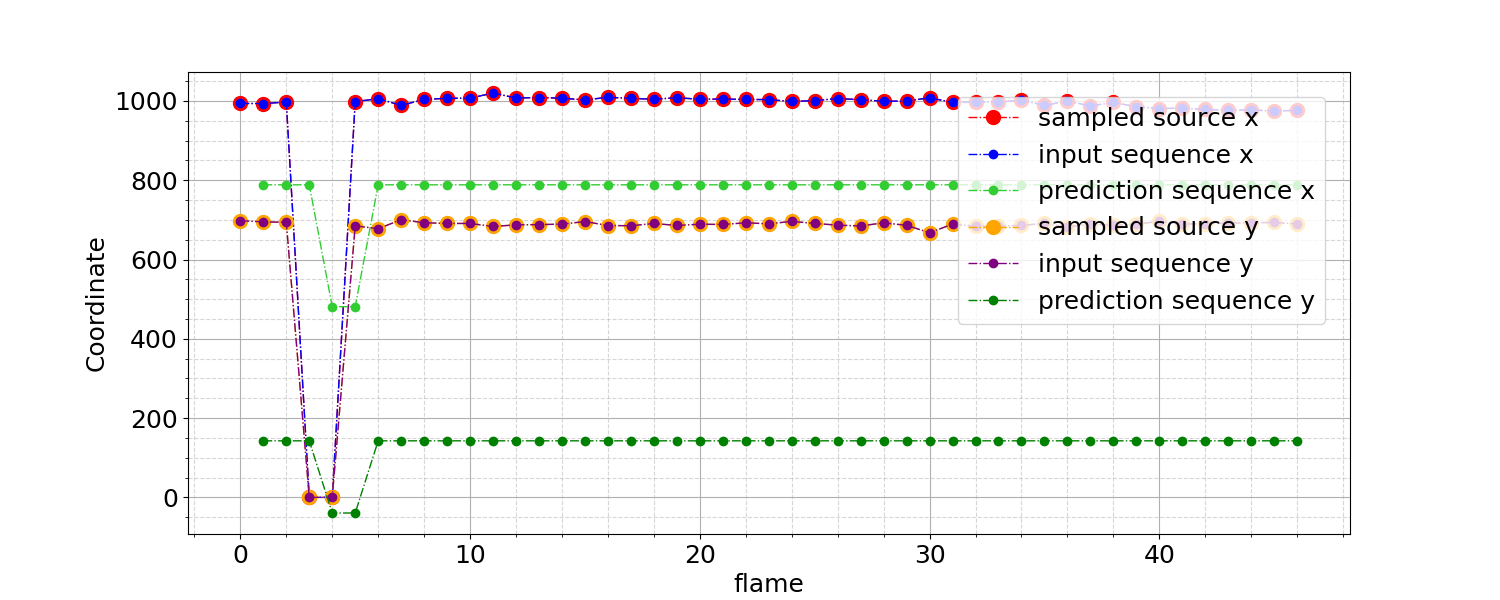 1000
800
600
400
200
0
Coordinate
sampled source x
input sequence x
prediction sequence x
sampled source y
input sequence y
prediction sequence y
0 10 20 30 40
flame